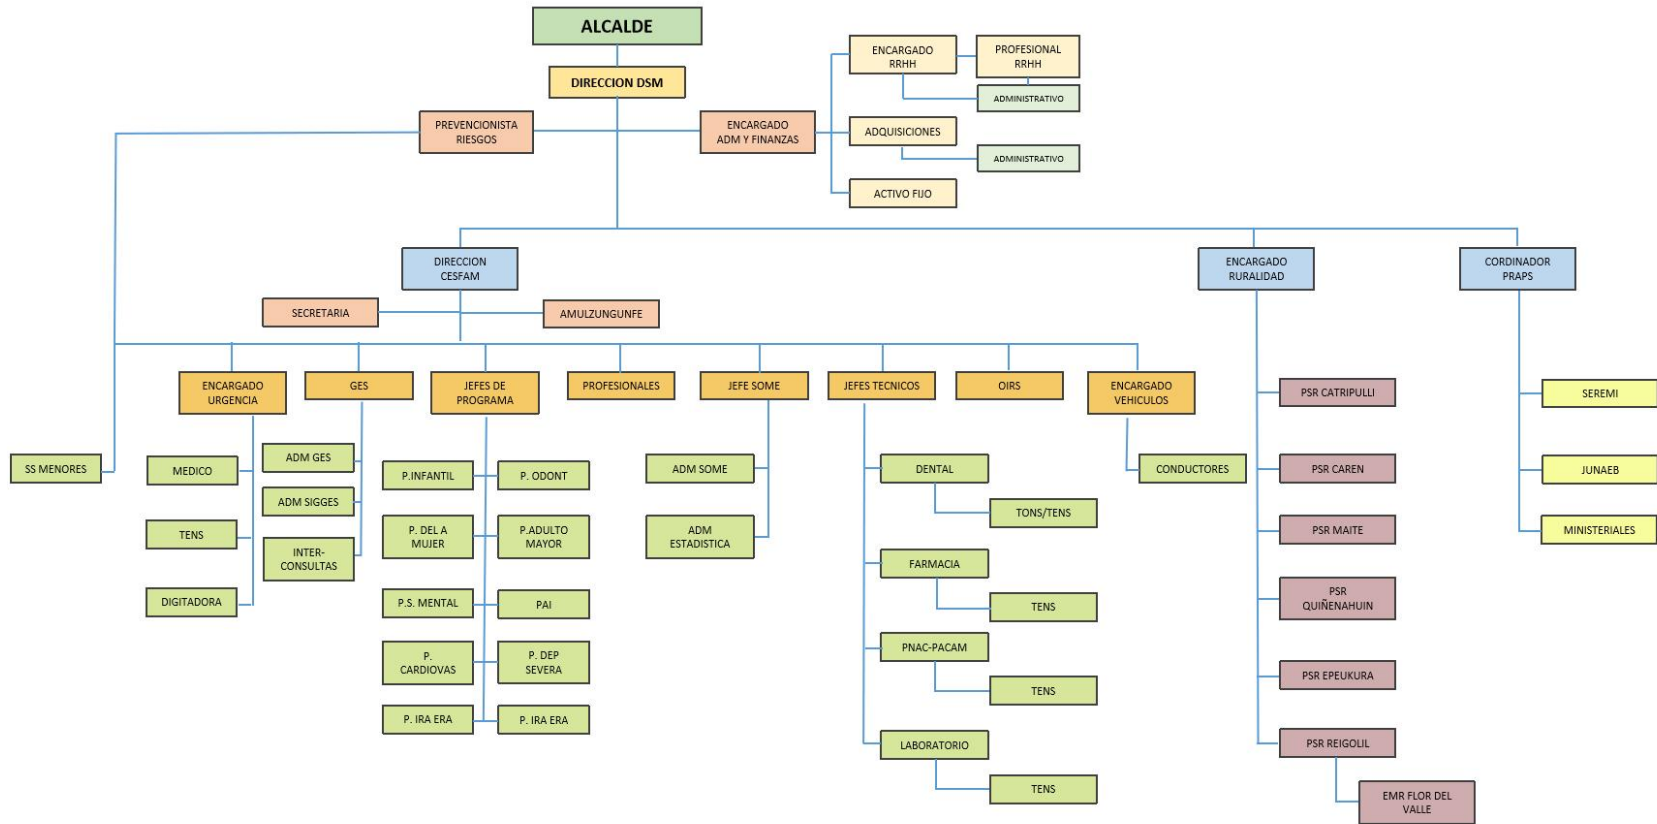 ALCALDE
DIRECCION DSM
PREVENCIONISTA
RIESGOS
ENCARGADO
ADM Y FINANZAS
ENCARGADO
RRHH
PROFESIONAL
RRHH
ADMINISTRATIVO
ADQUISICIONES
ADMINISTRATIVO
ACTIVO FIJO
DIRECCION
CESFAM
ENCARGADO
RURALIDAD
CORDINADOR
PRAPS
SECRETARIA
AMULZUNGUNFE
ENCARGADO
URGENCIA
GES
JEFES DE
PROGRAMA
PROFESIONALES
JEFE SOME
JEFES TECNICOS
OIRS
ENCARGADO
VEHICULOS
SS MENORES
MEDICO
TENS
DIGITADORA
ADM GES
ADM SIGGES
INTER-
CONSULTAS
P.INFANTIL
P. ODONT
P. DEL A
MUJER
P.ADULTO
MAYOR
P.S. MENTAL
PAI
P.
CARDIOVAS
P. DEP
SEVERA
P. IRA ERA
P. IRA ERA
ADM SOME
ADM
ESTADISTICA
DENTAL
TONS/TENS
FARMACIA
TENS
PNAC-PACAM
TENS
LABORATORIO
TENS
CONDUCTORES
PSR CATRIPULLI
PSR CAREN
PSR MAITE
PSR
QUIÑENAHUIN
PSR EPEUKURA
PSR REIGOLIL
EMR FLOR DEL
VALLE
SEREMI
JUNAEB
MINISTERIALES